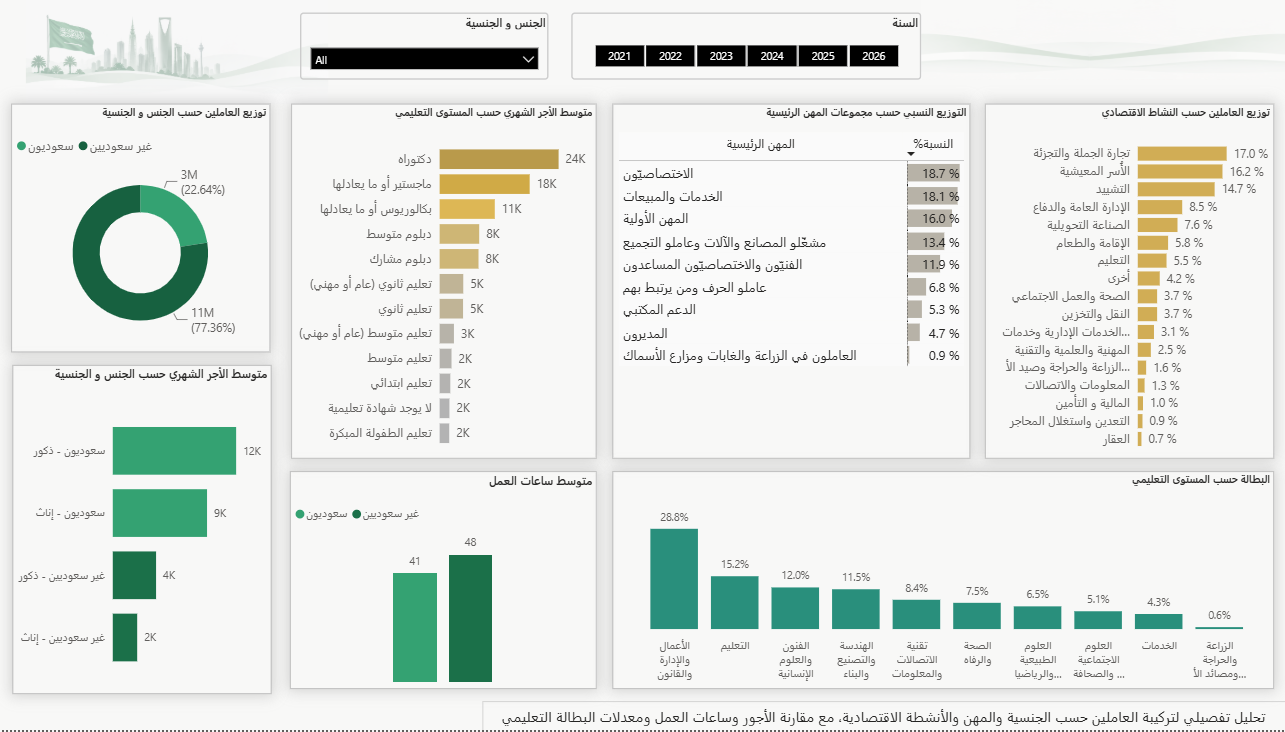 السنة
2021 2022 2023 2024 2025 2026
الجنس و الجنسية
All
توزيع العاملين حسب النشاط الاقتصادي
تجارة الجملة والتجزئة 17.0 %
الأسر المعيشية 16.2 %
التشييد 14.7 %
الإدارة العامة والدفاع 8.5 %
الصناعة التحويلية 7.6 %
الإقامة والطعام 5.8 %
التعليم 5.5 %
أخرى 4.2 %
الصحة والعمل الاجتماعي 3.7 %
النقل والتخزين 3.7 %
الخدمات الإدارية وخدمات... 3.1 %
المهنية والعلمية والتقنية 2.5 %
الزراعة والحراجة وصيد الأ... 1.6 %
المعلومات والاتصالات 1.3 %
المالية و التأمين 1.0 %
التعدين واستغلال المحاجر 0.9 %
العقار 0.7 %
التوزيع النسبي حسب مجموعات المهن الرئيسية
المهن الرئيسية النسبة%
الاختصاصيّون 18.7 %
الخدمات والمبيعات 18.1 %
المهن الأولية 16.0 %
مشغّلو المصانع والآلات وعاملو التجميع 13.4 %
الفنيّون والاختصاصيّون المساعدون 11.9 %
عاملو الحرف ومن يرتبط بهم 6.8 %
الدعم المكتبي 5.3 %
المديرون 4.7 %
العاملون في الزراعة والغابات ومزارع الأسماك 0.9 %
متوسط الأجر الشهري حسب المستوى التعليمي
دكتوراه 24K
ماجستير أو ما يعادلها 18K
بكالوريوس أو ما يعادلها 11K
دبلوم متوسط 8K
دبلوم مشارك 8K
تعليم ثانوي (عام أو مهني) 5K
تعليم ثانوي 5K
تعليم متوسط (عام أو مهني) 3K
تعليم متوسط 2K
تعليم ابتدائي 2K
لا يوجد شهادة تعليمية 2K
تعليم الطفولة المبكرة 2K
توزيع العاملين حسب الجنس و الجنسية
سعوديون غير سعوديين
3M
(22.64%)
11M
(77.36%)
متوسط الأجر الشهري حسب الجنس و الجنسية
سعوديون - ذكور 12K
سعوديون - إناث 9K
غير سعوديين - ذكور 4K
غير سعوديين - إناث 2K
متوسط ساعات العمل
سعوديون غير سعوديين
41 48
البطالة حسب المستوى التعليمي
28.8% 15.2% 12.0% 11.5% 8.4% 7.5% 6.5% 5.1% 4.3% 0.6%
الأعمال والإدارة والقانون
التعليم
الفنون والعلوم الإنسانية
الهندسة والتصنيع والبناء
تقنية الاتصالات والمعلومات
الصحة والرفاه
العلوم الطبيعية والرياضيا...
العلوم الاجتماعية والصحافة ...
الخدمات
الزراعة والحراجة ومصائد الأ...
تحليل تفصيلي لتركيبة العاملين حسب الجنسية والمهن والأنشطة الاقتصادية، مع مقارنة الأجور وساعات العمل ومعدلات البطالة التعليمي